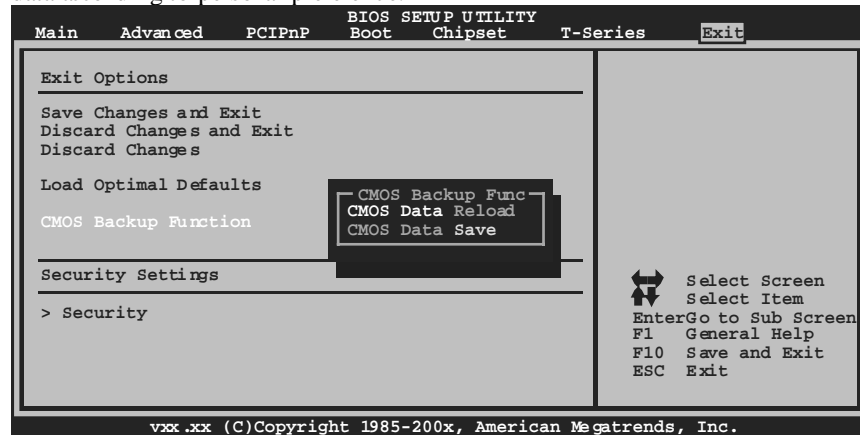 BIOS SETUP UTILITY
Main Advanced PCIPnP Boot Chipset T-Series Exit
Exit Options
Save Changes and Exit
Discard Changes and Exit
Discard Changes
Load Optimal Defaults
CMOS Backup Function
CMOS Backup Func
CMOS Data Reload
CMOS Data Save
Security Settings
> Security
Select Screen
Select Item
EnterGo to Sub Screen
F1 General Help
F10 Save and Exit
ESC Exit
vxx.xx (C)Copyright 1985-200x, American Megatrends, Inc.